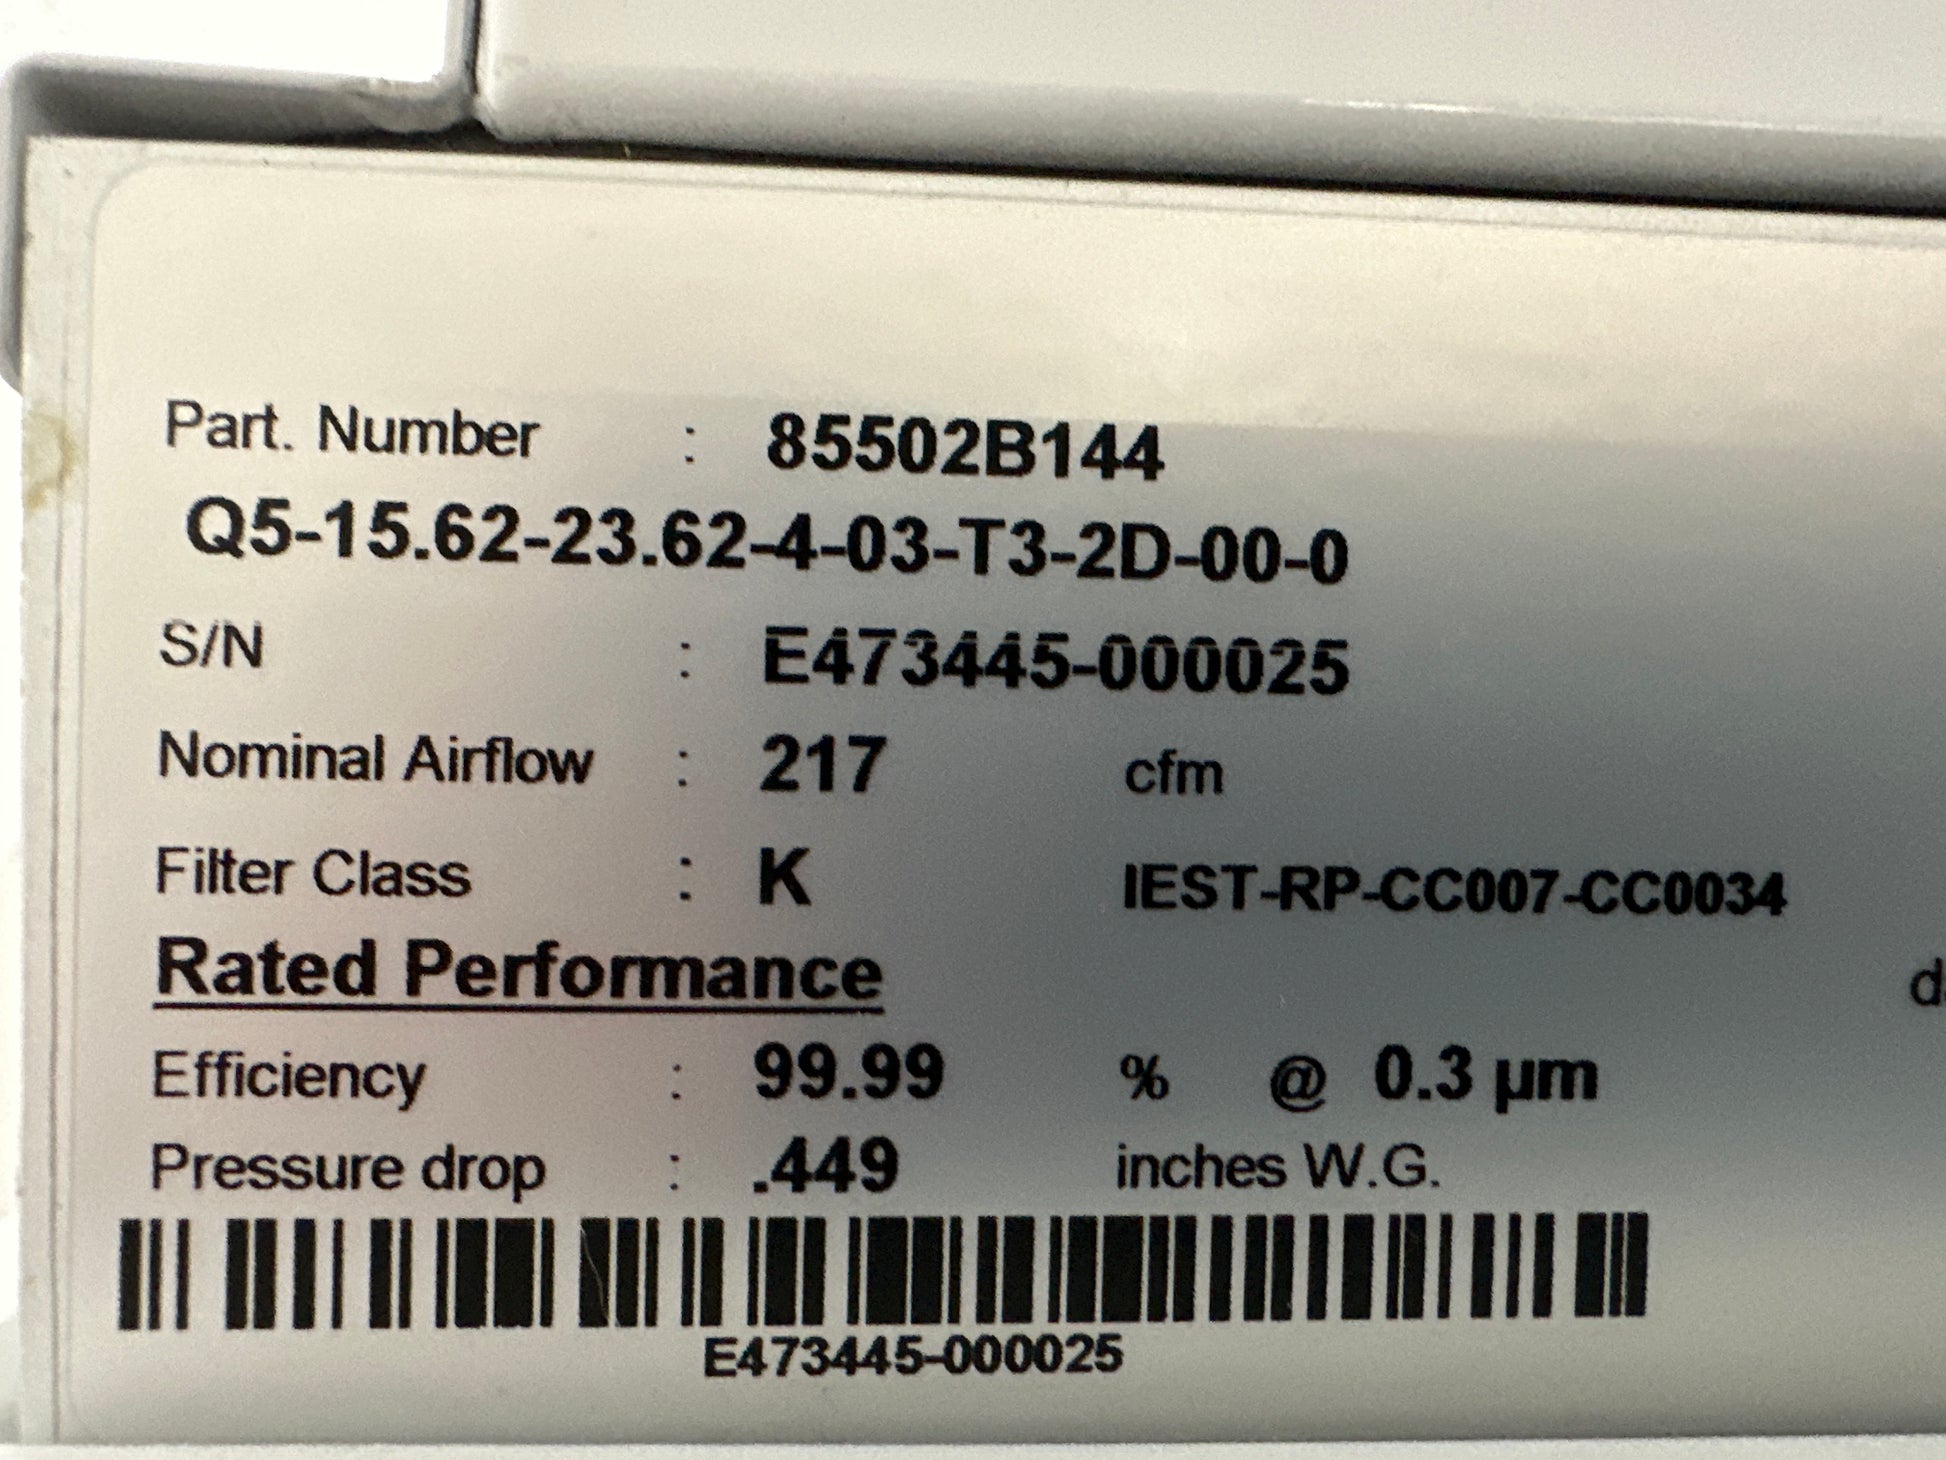 Part. Number : 85502B144
Q5-15.62-23.62-4-03-T3-2D-00-0
S/N : E473445-000025
Nominal Airflow : 217 cfm
Filter Class : K IEST-RP-CC007-CC0034
Rated Performance
Efficiency : 99.99 % @ 0.3 µm
Pressure drop : .449 inches W.G.
E473445-000025